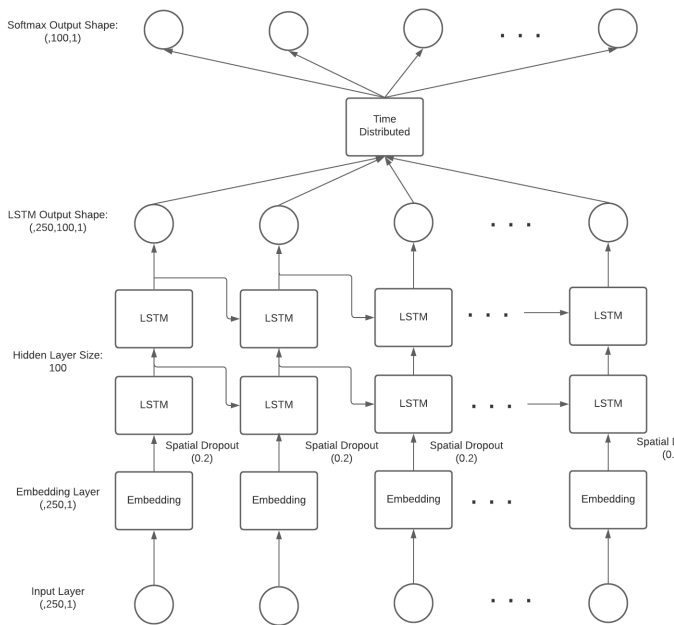 Softmax Output Shape:
(,100,1)
Time
Distributed
LSTM Output Shape:
(,250,100,1)
LSTM
LSTM
LSTM
LSTM
Hidden Layer Size:
100
LSTM
LSTM
LSTM
LSTM
Spatial Dropout
(0.2)
Spatial Dropout
(0.2)
Spatial Dropout
(0.2)
Spatial
(0.
Embedding Layer
(,250,1)
Embedding
Embedding
Embedding
Embedding
Input Layer
(,250,1)